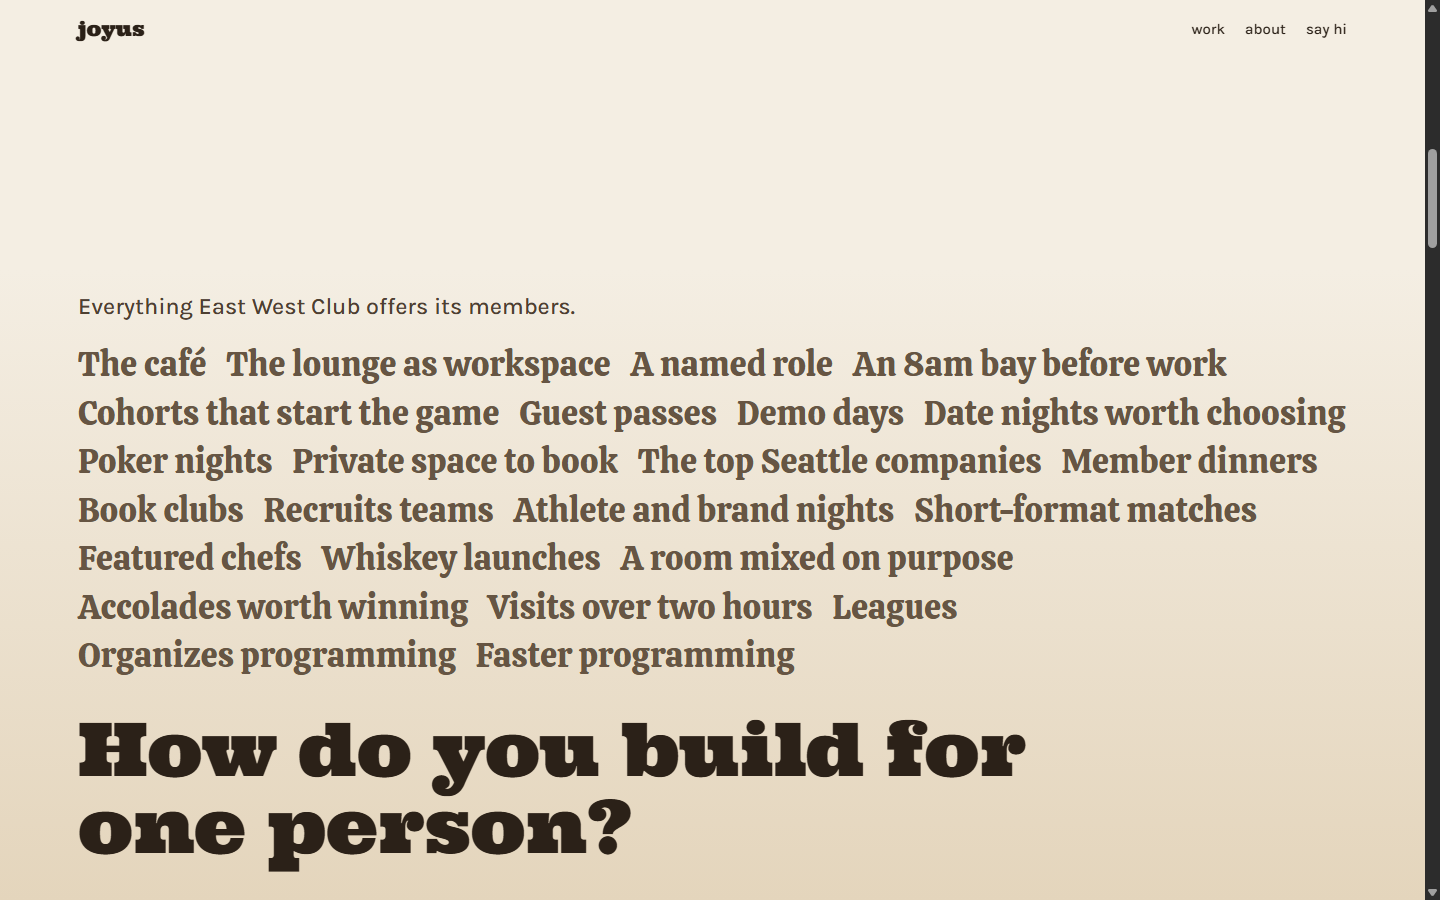 joyus
work about say hi
Everything East West Club offers its members.
The café The lounge as workspace A named role An 8am bay before work
Cohorts that start the game Guest passes Demo days Date nights worth choosing
Poker nights Private space to book The top Seattle companies Member dinners
Book clubs Recruits teams Athlete and brand nights Short-format matches
Featured chefs Whiskey launches A room mixed on purpose
Accolades worth winning Visits over two hours Leagues
Organizes programming Faster programming
How do you build for
one person?